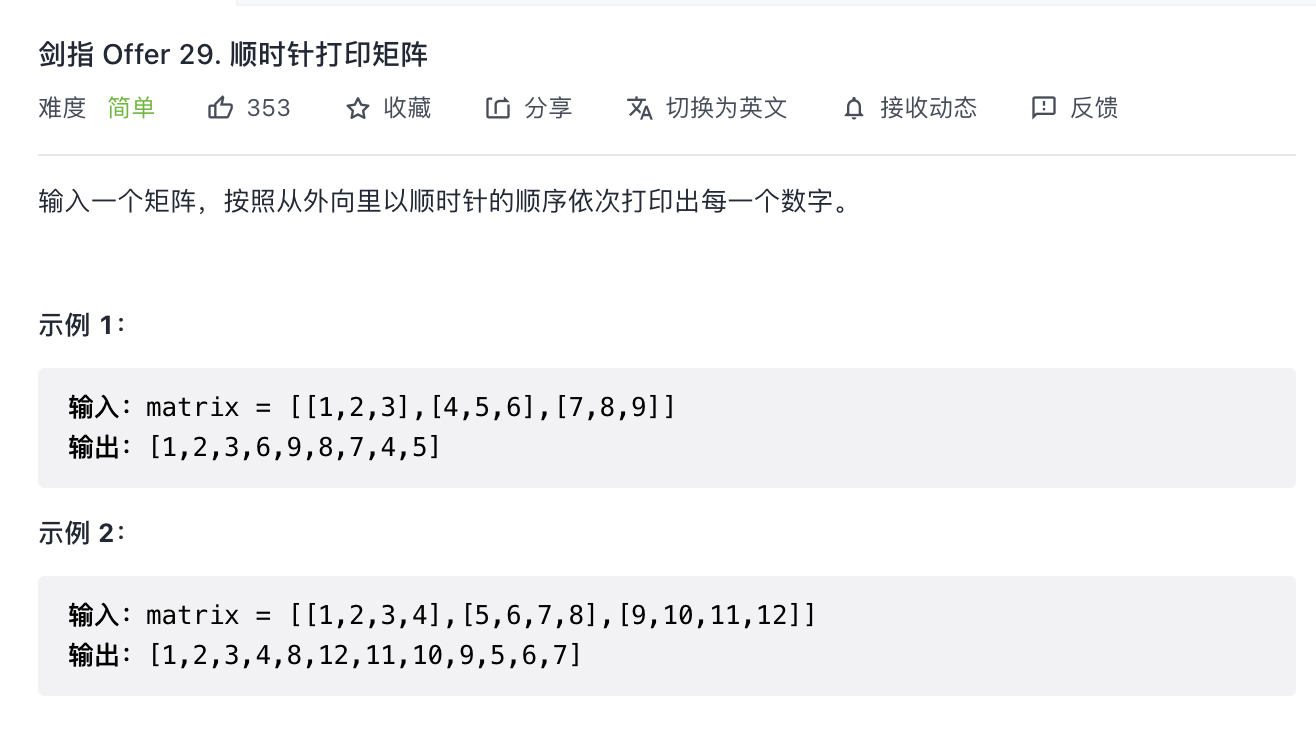 剑指 Offer 29. 顺时针打印矩阵
难度 简单 353 收藏 分享 切换为英文 接收动态 反馈
输入一个矩阵，按照从外向里以顺时针的顺序依次打印出每一个数字。
示例 1：
输入：matrix = [[1,2,3],[4,5,6],[7,8,9]]
输出：[1,2,3,6,9,8,7,4,5]
示例 2：
输入：matrix = [[1,2,3,4],[5,6,7,8],[9,10,11,12]]
输出：[1,2,3,4,8,12,11,10,9,5,6,7]